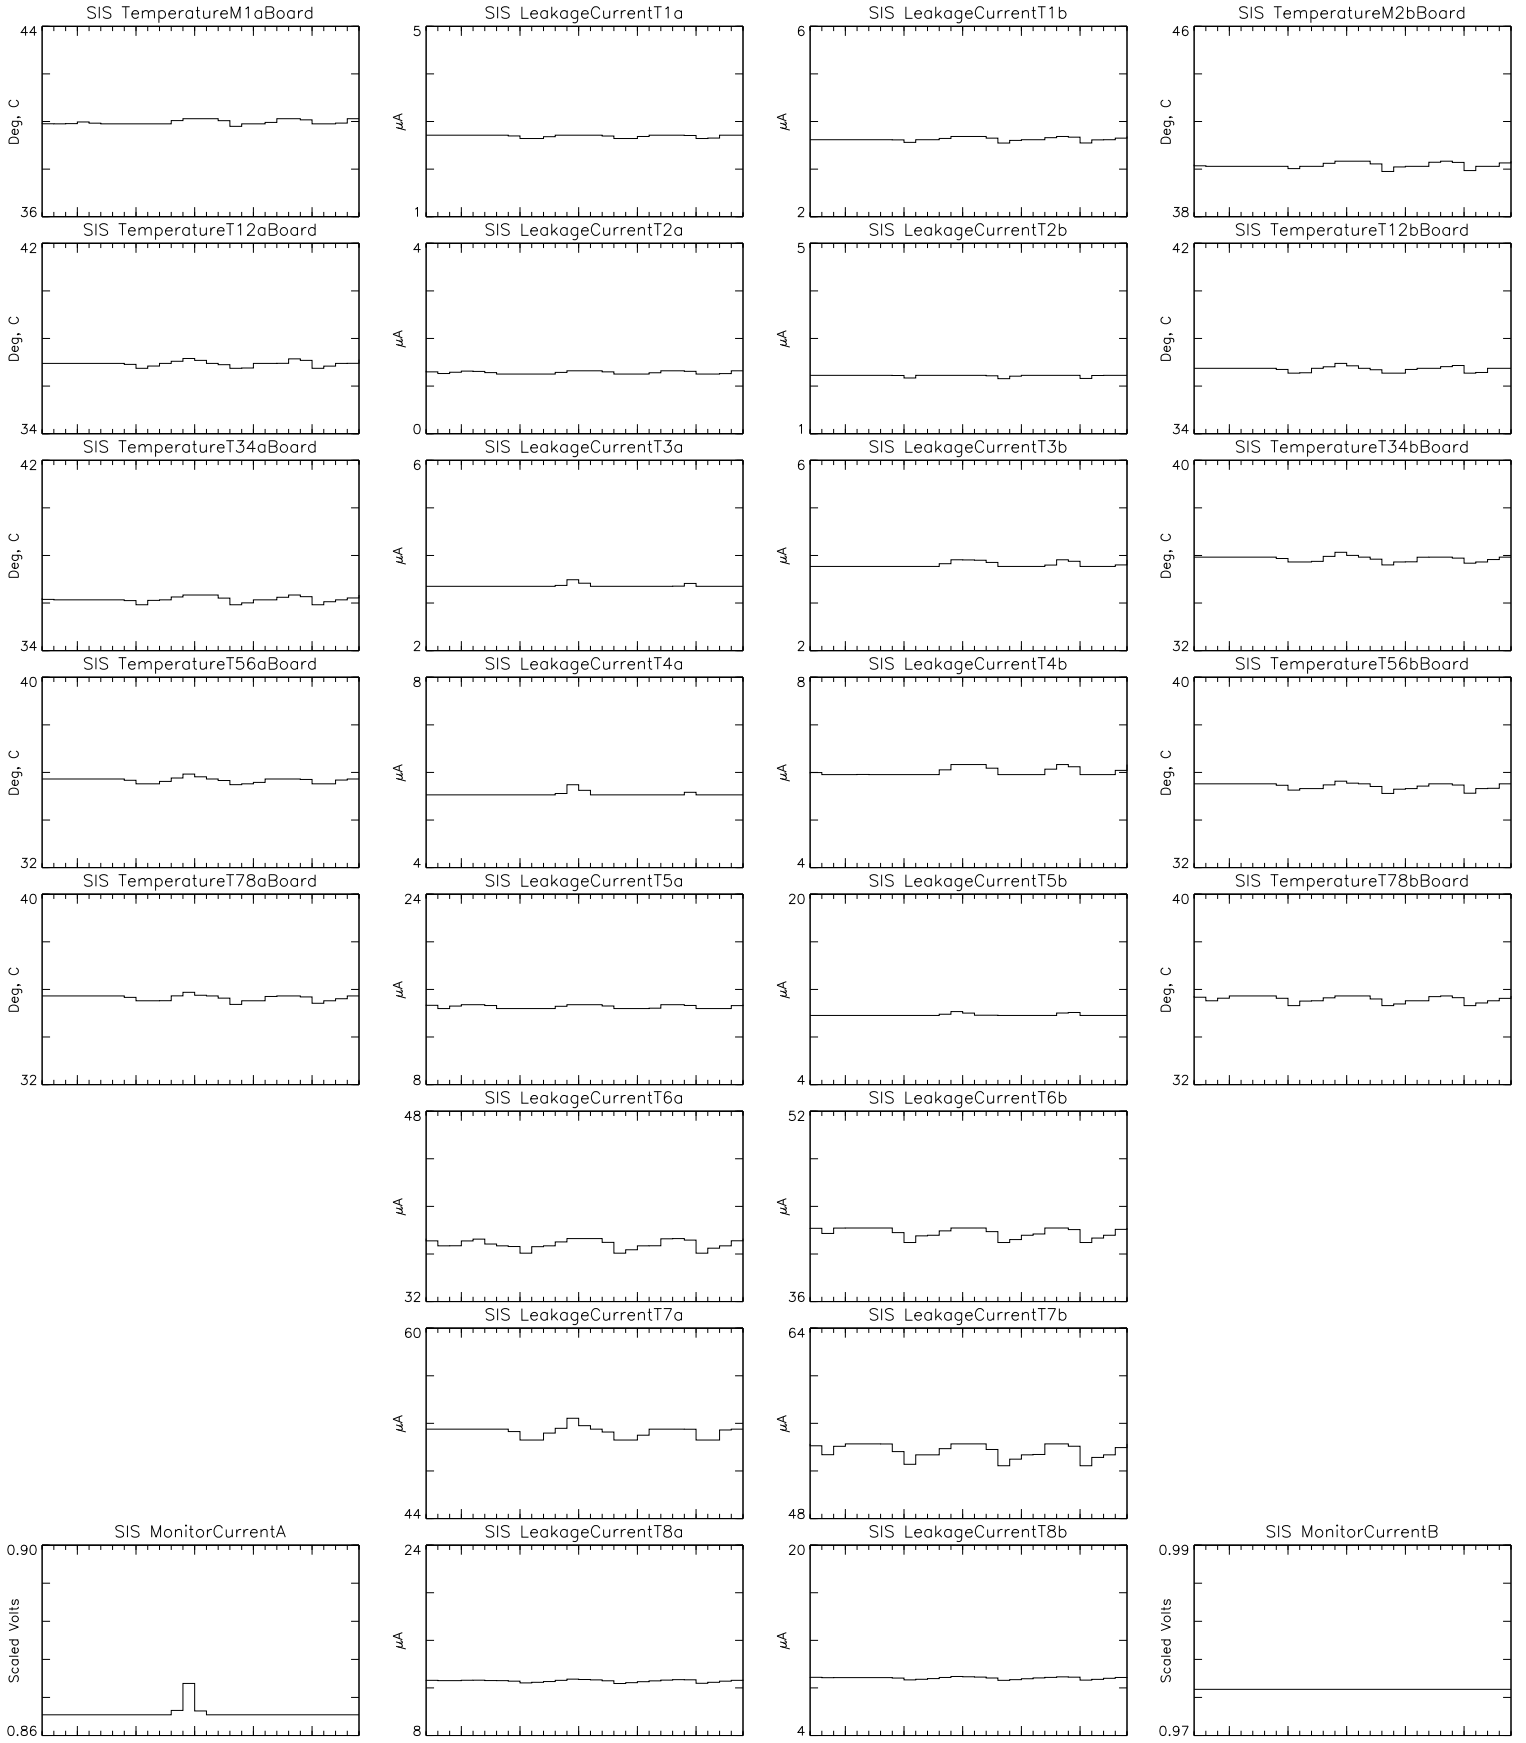 SIS TemperatureM1aBoard
44
Deg, C
36
SIS LeakageCurrentT1a
5
µA
1
SIS LeakageCurrentT1b
6
µA
2
SIS TemperatureM2bBoard
46
Deg, C
38
SIS TemperatureT12aBoard
42
Deg, C
34
SIS LeakageCurrentT2a
4
µA
0
SIS LeakageCurrentT2b
5
µA
1
SIS TemperatureT12bBoard
42
Deg, C
34
SIS TemperatureT34aBoard
42
Deg, C
34
SIS LeakageCurrentT3a
6
µA
2
SIS LeakageCurrentT3b
6
µA
2
SIS TemperatureT34bBoard
40
Deg, C
32
SIS TemperatureT56aBoard
40
Deg, C
32
SIS LeakageCurrentT4a
8
µA
4
SIS LeakageCurrentT4b
8
µA
4
SIS TemperatureT56bBoard
40
Deg, C
32
SIS TemperatureT78aBoard
40
Deg, C
32
SIS LeakageCurrentT5a
24
µA
8
SIS LeakageCurrentT5b
20
µA
4
SIS TemperatureT78bBoard
40
Deg, C
32
SIS LeakageCurrentT6a
48
µA
32
SIS LeakageCurrentT6b
52
µA
36
SIS LeakageCurrentT7a
60
µA
44
SIS LeakageCurrentT7b
64
µA
48
SIS MonitorCurrentA
0.90
Scaled Volts
0.86
SIS LeakageCurrentT8a
24
µA
8
SIS LeakageCurrentT8b
20
µA
4
SIS MonitorCurrentB
0.99
Scaled Volts
0.97